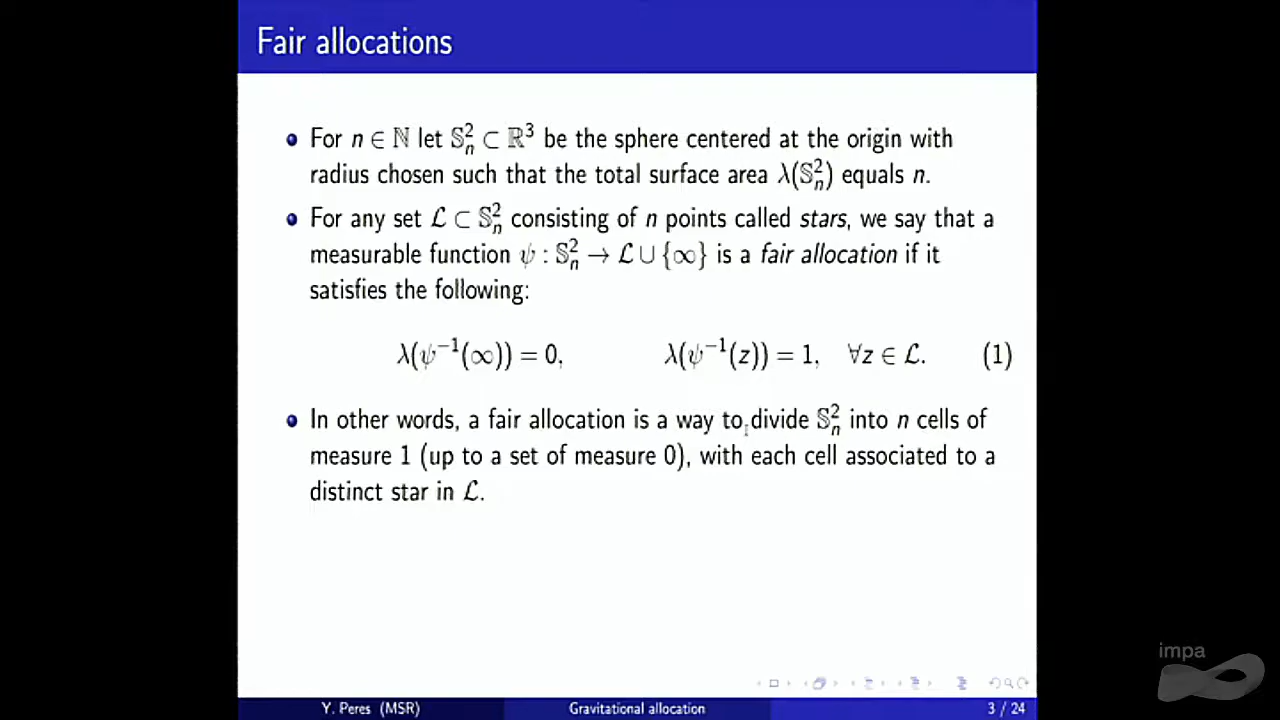 Fair allocations
For n ∈ ℕ let 𝕊²ₙ ⊂ ℝ³ be the sphere centered at the origin with
radius chosen such that the total surface area λ(𝕊²ₙ) equals n.
For any set ℒ ⊂ 𝕊²ₙ consisting of n points called stars, we say that a
measurable function ψ : 𝕊²ₙ → ℒ ∪ {∞} is a fair allocation if it
satisfies the following:
λ(ψ⁻¹(∞)) = 0, λ(ψ⁻¹(z)) = 1, ∀z ∈ ℒ. (1)
In other words, a fair allocation is a way to divide 𝕊²ₙ into n cells of
measure 1 (up to a set of measure 0), with each cell associated to a
distinct star in ℒ.
impa
Y. Peres (MSR) Gravitational allocation 3 / 24